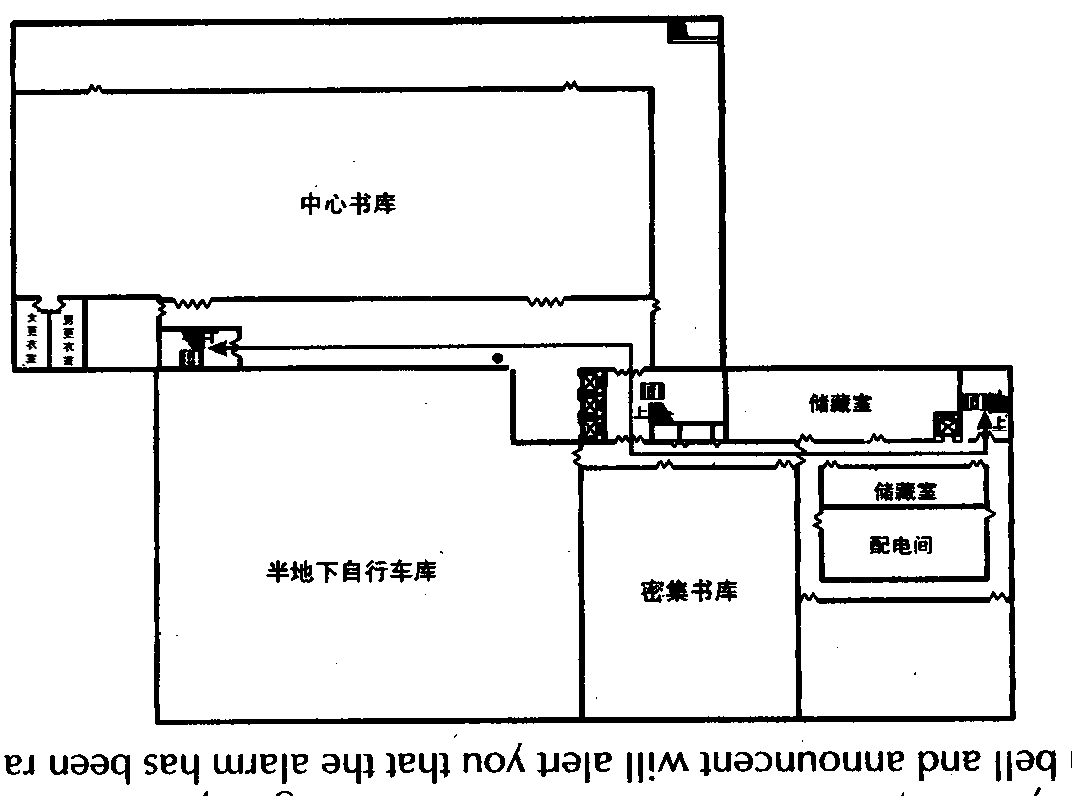 中心书库
女更衣室
男更衣室
上
储藏室
上
储藏室
配电间
半地下自行车库
密集书库
bell and announcent will alert you that the alarm has been